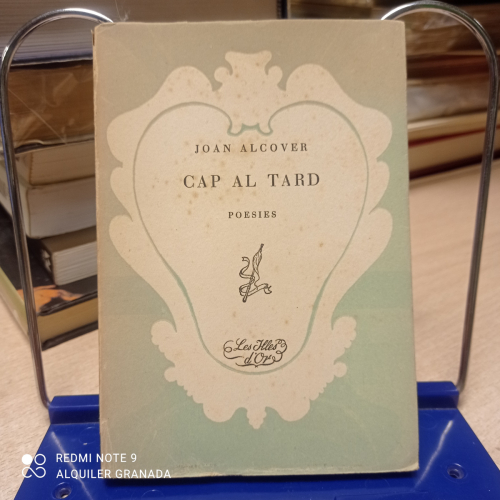 JOAN ALCOVER
CAP AL TARD
POESIES
Les Illes
d'Or
REDMI NOTE 9
ALQUILER GRANADA